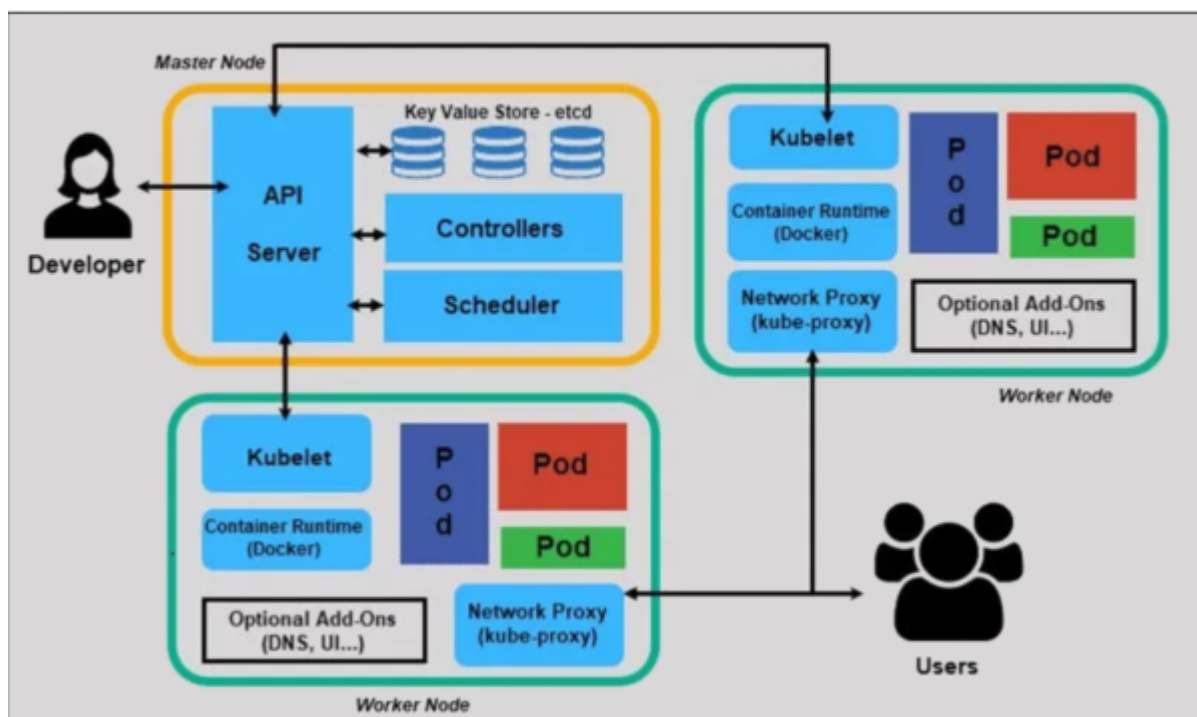 Master Node
Key Value Store - etcd
API
Server
Controllers
Scheduler
Developer
Kubelet
Container Runtime
(Docker)
Network Proxy
(kube-proxy)
P
o
d
Pod
Pod
Optional Add-Ons
(DNS, UI...)
Worker Node
Kubelet
Container Runtime
(Docker)
P
o
d
Pod
Pod
Optional Add-Ons
(DNS, UI...)
Network Proxy
(kube-proxy)
Worker Node
Users